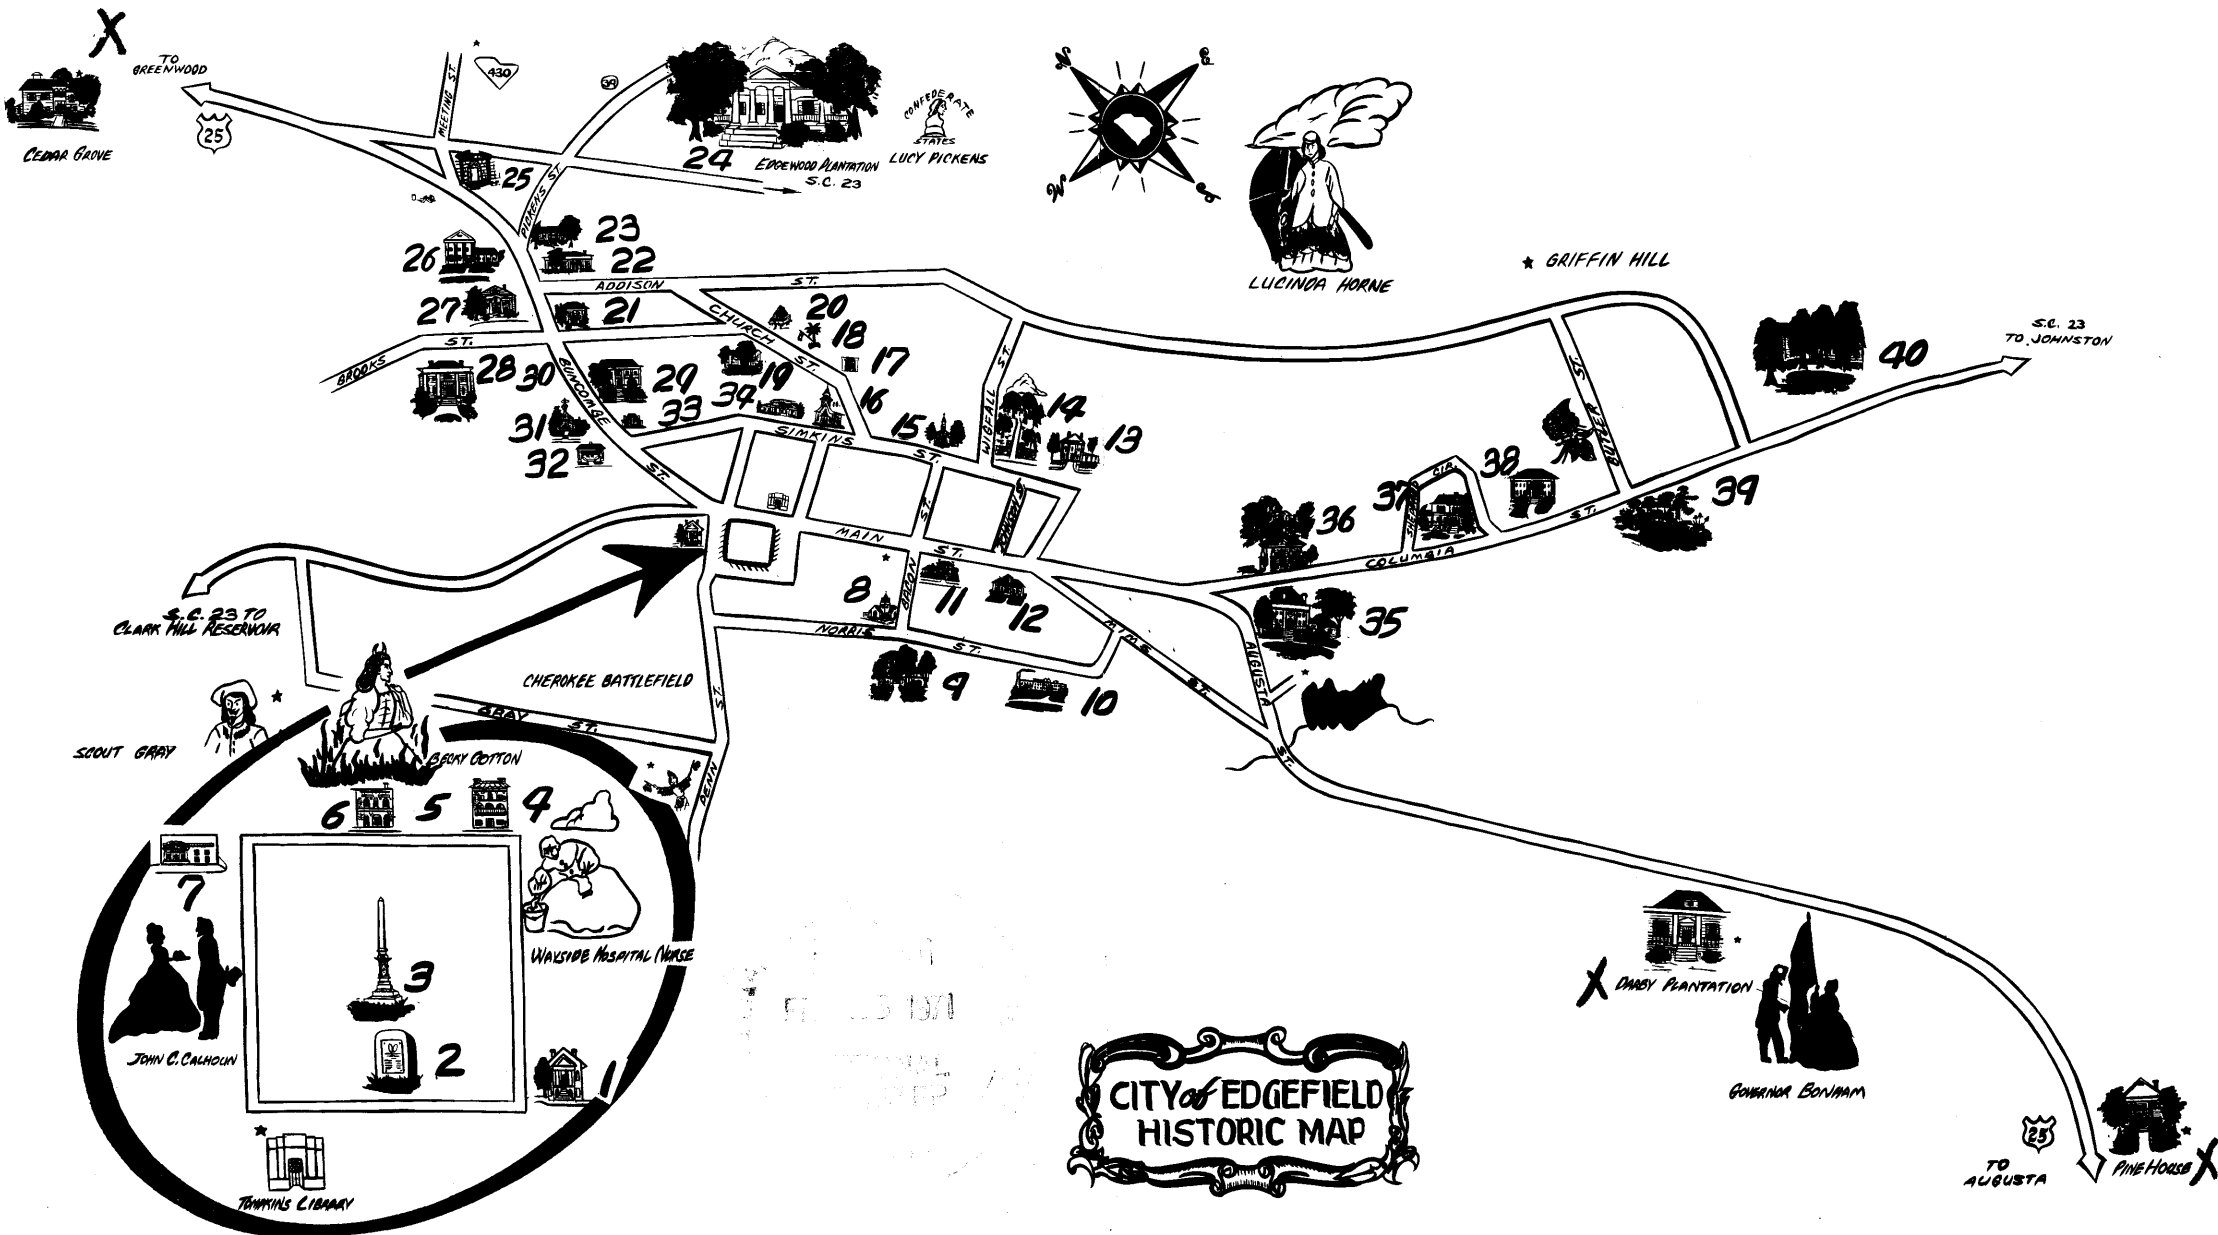 X
TO
GREENWOOD
25
CEDAR GROVE
MEETING ST.
430
39
24
EDGEWOOD PLANTATION
S.C. 23
CONFEDERATE
STATES
LUCY PICKENS
N
E
W
S
LUCINDA HORNE
★ GRIFFIN HILL
25
PICKENS ST.
23
22
26
27
ADDISON ST.
21
CHURCH ST.
20
18
17
16
19
34
BROOKS ST.
28
30
29
33
31
32
BUNCOMBE ST.
SIMKINS ST.
15
WIGFALL ST.
14
13
BUTLER ST.
40
S.C. 23
TO JOHNSTON
39
38
37
CIR.
36
COLUMBIA ST.
35
MAIN ST.
ST.
BACON
8
11
12
NORRIS ST.
9
10
MIMS ST.
AUGUSTA ST.
S.C. 23 TO
CLARK HILL RESERVOIR
CHEROKEE BATTLEFIELD
GRAY ST.
PENN ST.
SCOUT GRAY
BECKY COTTON
6
5
4
7
WAYSIDE HOSPITAL NURSE
3
2
1
JOHN C. CALHOUN
TOMPKINS LIBRARY
CITY of EDGEFIELD
HISTORIC MAP
X DARBY PLANTATION
GOVERNOR BONHAM
25
TO
AUGUSTA
PINE HOUSE X